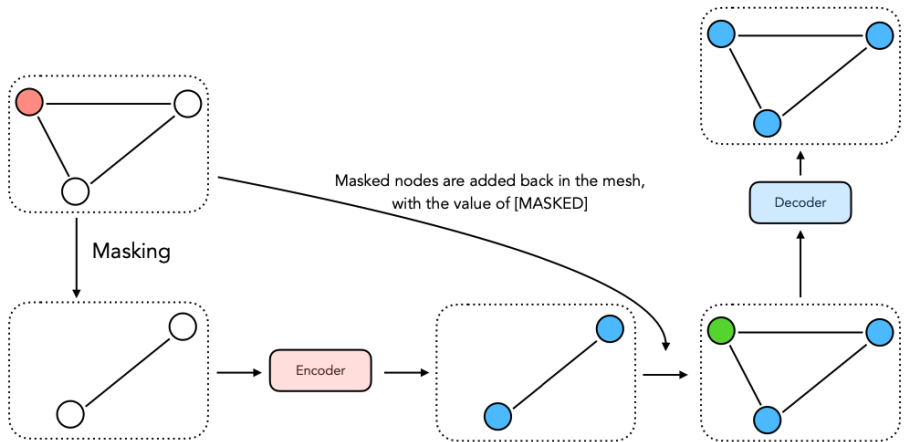 Masked nodes are added back in the mesh,
with the value of [MASKED]
Decoder
Masking
Encoder